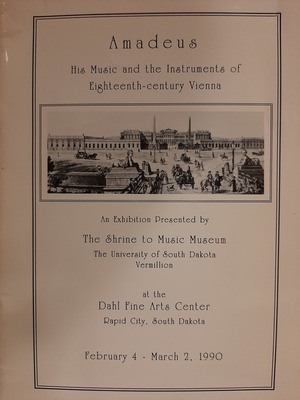 Amadeus
His Music and the Instruments of
Eighteenth-century Vienna
An Exhibition Presented by
The Shrine to Music Museum
The University of South Dakota
Vermillion
at the
Dahl Fine Arts Center
Rapid City, South Dakota
February 4 - March 2, 1990